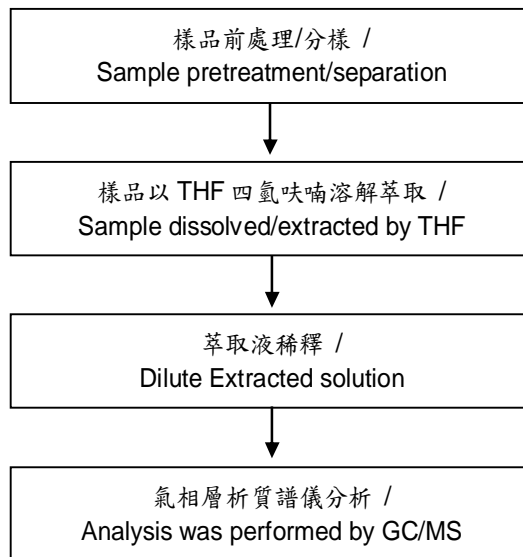 樣品前處理/分樣 /
Sample pretreatment/separation
樣品以 THF 四氫呋喃溶解萃取 /
Sample dissolved/extracted by THF
萃取液稀釋 /
Dilute Extracted solution
氣相層析質譜儀分析 /
Analysis was performed by GC/MS